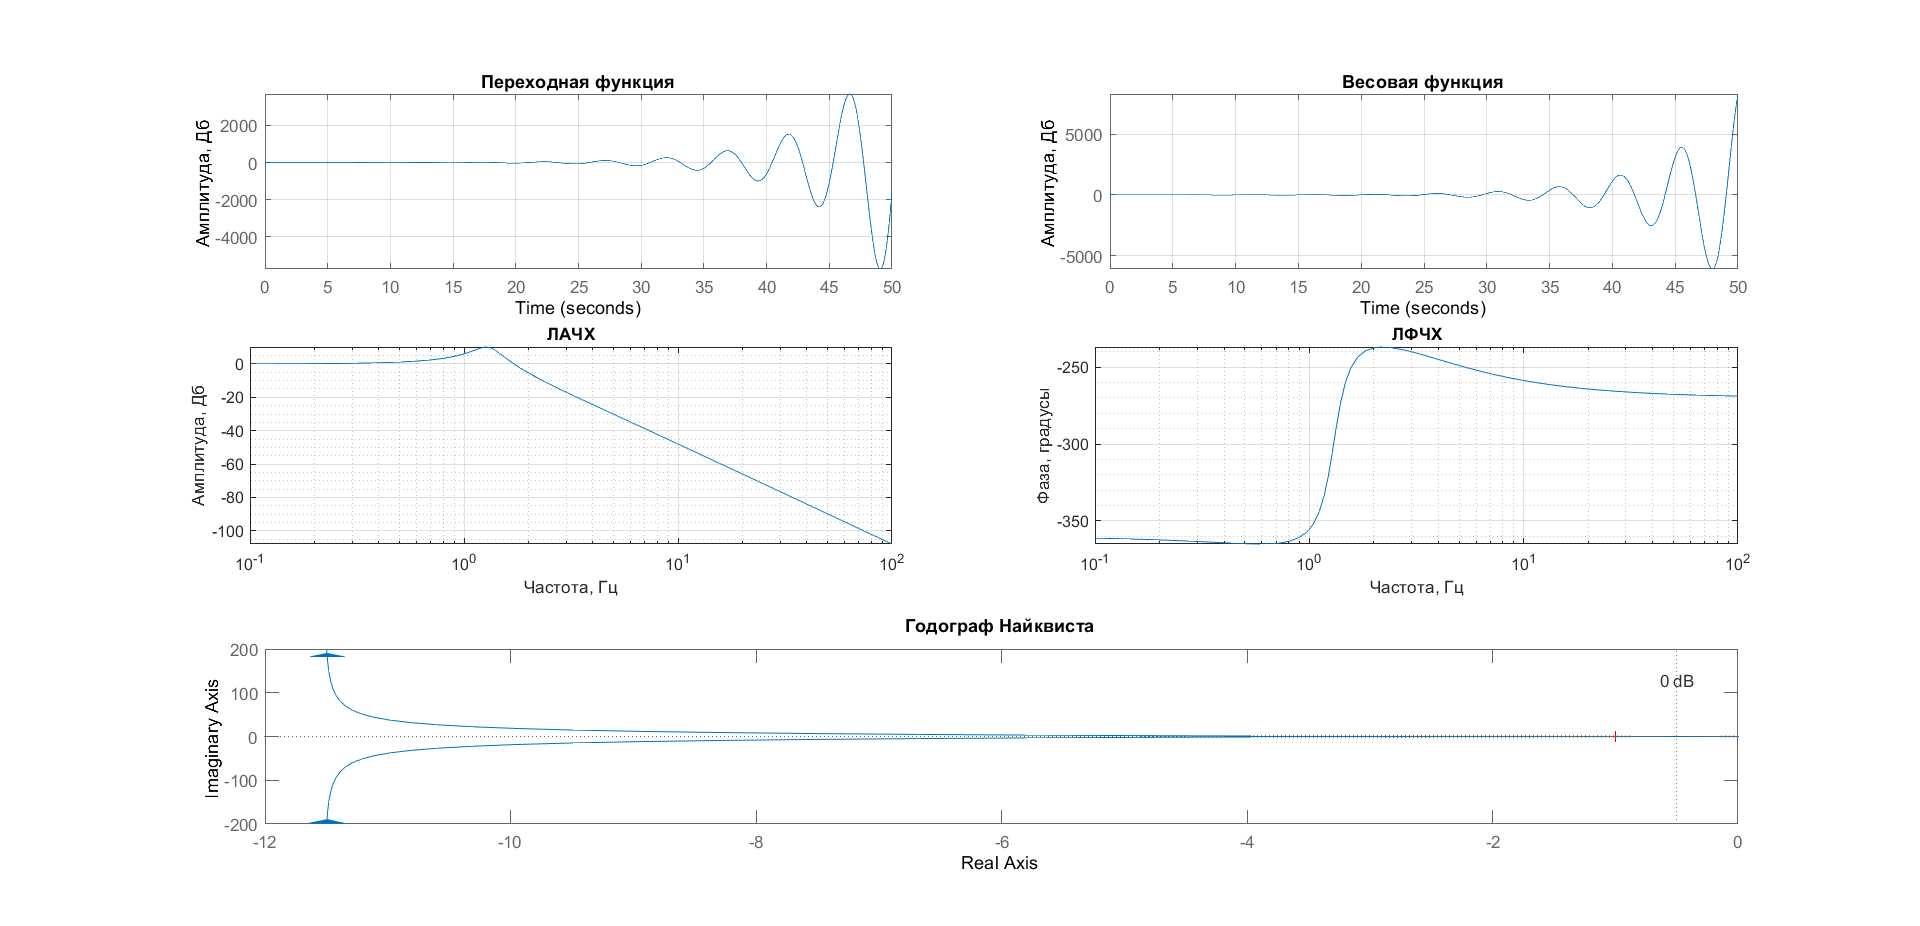 Переходная функция
Амплитуда, Дб
2000
0
-2000
-4000
0 5 10 15 20 25 30 35 40 45 50
Time (seconds)
Весовая функция
Амплитуда, Дб
5000
0
-5000
0 5 10 15 20 25 30 35 40 45 50
Time (seconds)
ЛАЧХ
Амплитуда, Дб
0
-20
-40
-60
-80
-100
10-1 100 101 102
Частота, Гц
ЛФЧХ
Фаза, градусы
-250
-300
-350
10-1 100 101 102
Частота, Гц
Годограф Найквиста
Imaginary Axis
200
100
0
-100
-200
0 dB
-12 -10 -8 -6 -4 -2 0
Real Axis